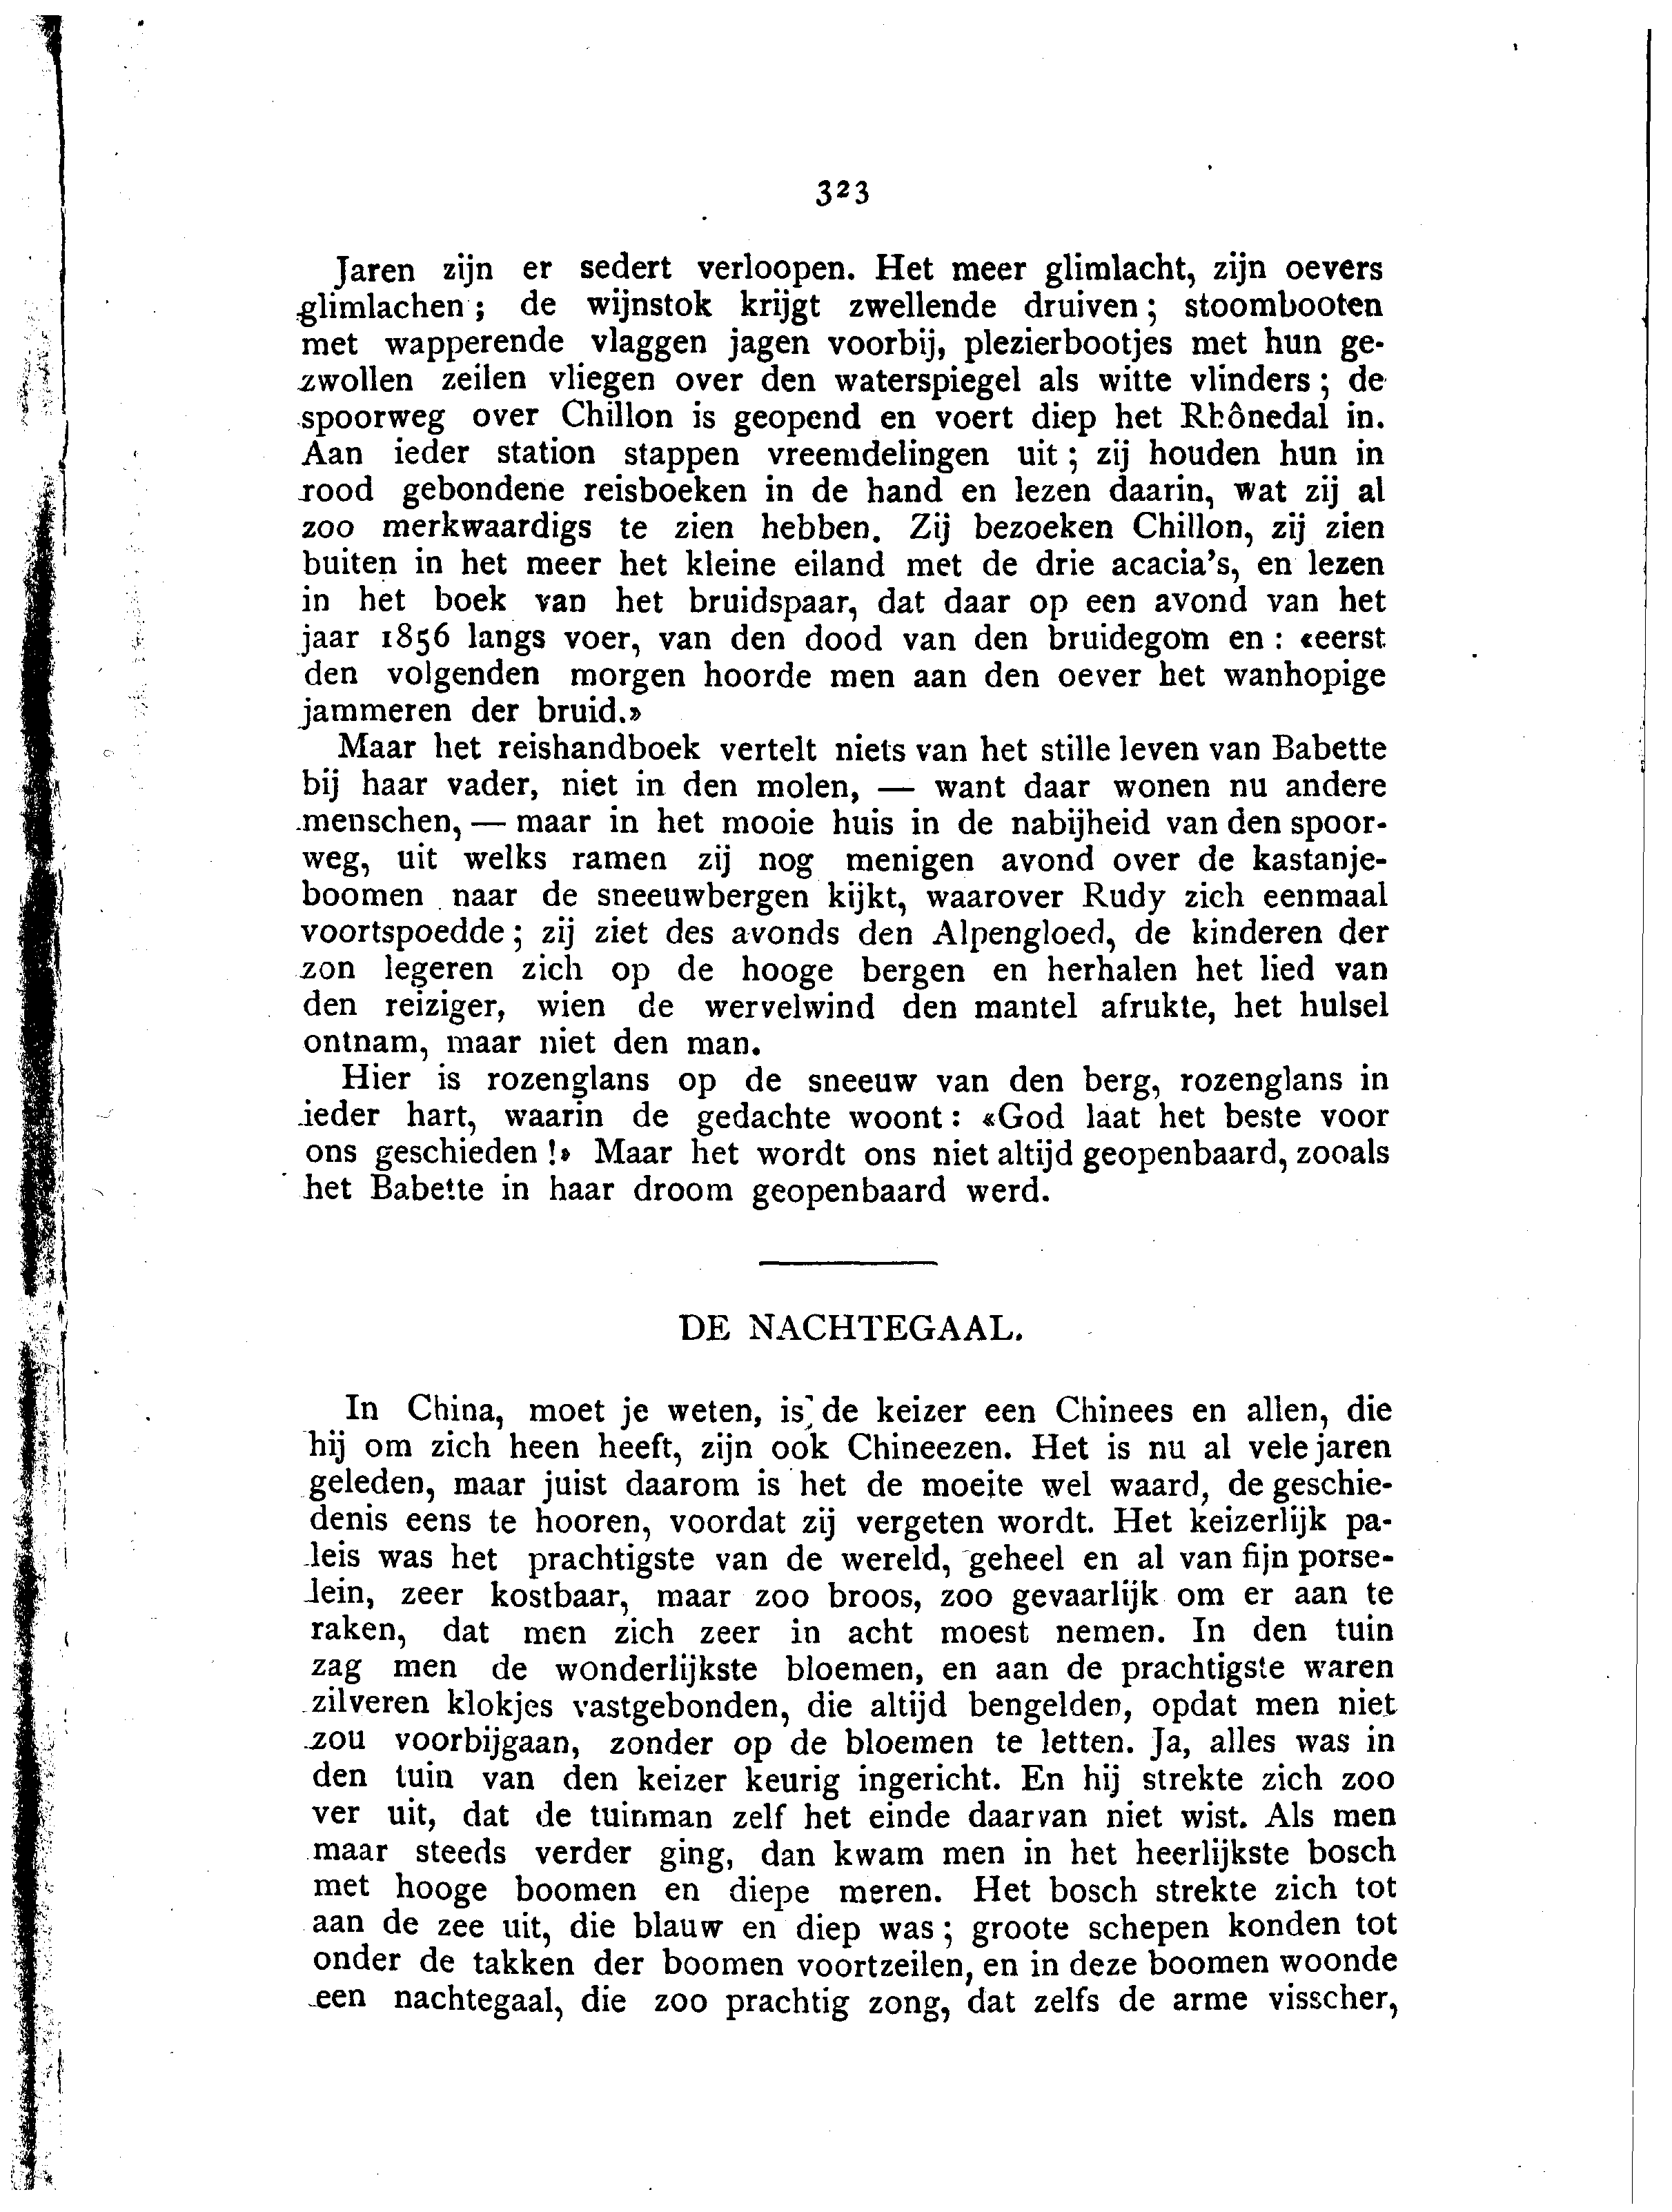 323
Jaren zijn er sedert verloopen. Het meer glimlacht, zijn oevers
glimlachen; de wijnstok krijgt zwellende druiven; stoombooten
met wapperende vlaggen jagen voorbij, plezierbootjes met hun ge-
zwollen zeilen vliegen over den waterspiegel als witte vlinders; de
spoorweg over Chillon is geopend en voert diep het Rhônedal in.
Aan ieder station stappen vreemdelingen uit; zij houden hun in
rood gebondene reisboeken in de hand en lezen daarin, wat zij al
zoo merkwaardigs te zien hebben. Zij bezoeken Chillon, zij zien
buiten in het meer het kleine eiland met de drie acacia's, en lezen
in het boek van het bruidspaar, dat daar op een avond van het
jaar 1856 langs voer, van den dood van den bruidegom en: «eerst
den volgenden morgen hoorde men aan den oever het wanhopige
jammeren der bruid.»
Maar het reishandboek vertelt niets van het stille leven van Babette
bij haar vader, niet in den molen, — want daar wonen nu andere
menschen, — maar in het mooie huis in de nabijheid van den spoor-
weg, uit welks ramen zij nog menigen avond over de kastanje-
boomen naar de sneeuwbergen kijkt, waarover Rudy zich eenmaal
voortspoedde; zij ziet des avonds den Alpengloed, de kinderen der
zon legeren zich op de hooge bergen en herhalen het lied van
den reiziger, wien de wervelwind den mantel afrukte, het hulsel
ontnam, maar niet den man.
Hier is rozenglans op de sneeuw van den berg, rozenglans in
ieder hart, waarin de gedachte woont: «God laat het beste voor
ons geschieden!» Maar het wordt ons niet altijd geopenbaard, zooals
het Babette in haar droom geopenbaard werd.
DE NACHTEGAAL.
In China, moet je weten, is de keizer een Chinees en allen, die
hij om zich heen heeft, zijn ook Chineezen. Het is nu al vele jaren
geleden, maar juist daarom is het de moeite wel waard, de geschie-
denis eens te hooren, voordat zij vergeten wordt. Het keizerlijk pa-
leis was het prachtigste van de wereld, geheel en al van fijn porse-
lein, zeer kostbaar, maar zoo broos, zoo gevaarlijk om er aan te
raken, dat men zich zeer in acht moest nemen. In den tuin
zag men de wonderlijkste bloemen, en aan de prachtigste waren
zilveren klokjes vastgebonden, die altijd bengelden, opdat men niet
zou voorbijgaan, zonder op de bloemen te letten. Ja, alles was in
den tuin van den keizer keurig ingericht. En hij strekte zich zoo
ver uit, dat de tuinman zelf het einde daarvan niet wist. Als men
maar steeds verder ging, dan kwam men in het heerlijkste bosch
met hooge boomen en diepe meren. Het bosch strekte zich tot
aan de zee uit, die blauw en diep was; groote schepen konden tot
onder de takken der boomen voortzeilen, en in deze boomen woonde
een nachtegaal, die zoo prachtig zong, dat zelfs de arme visscher,